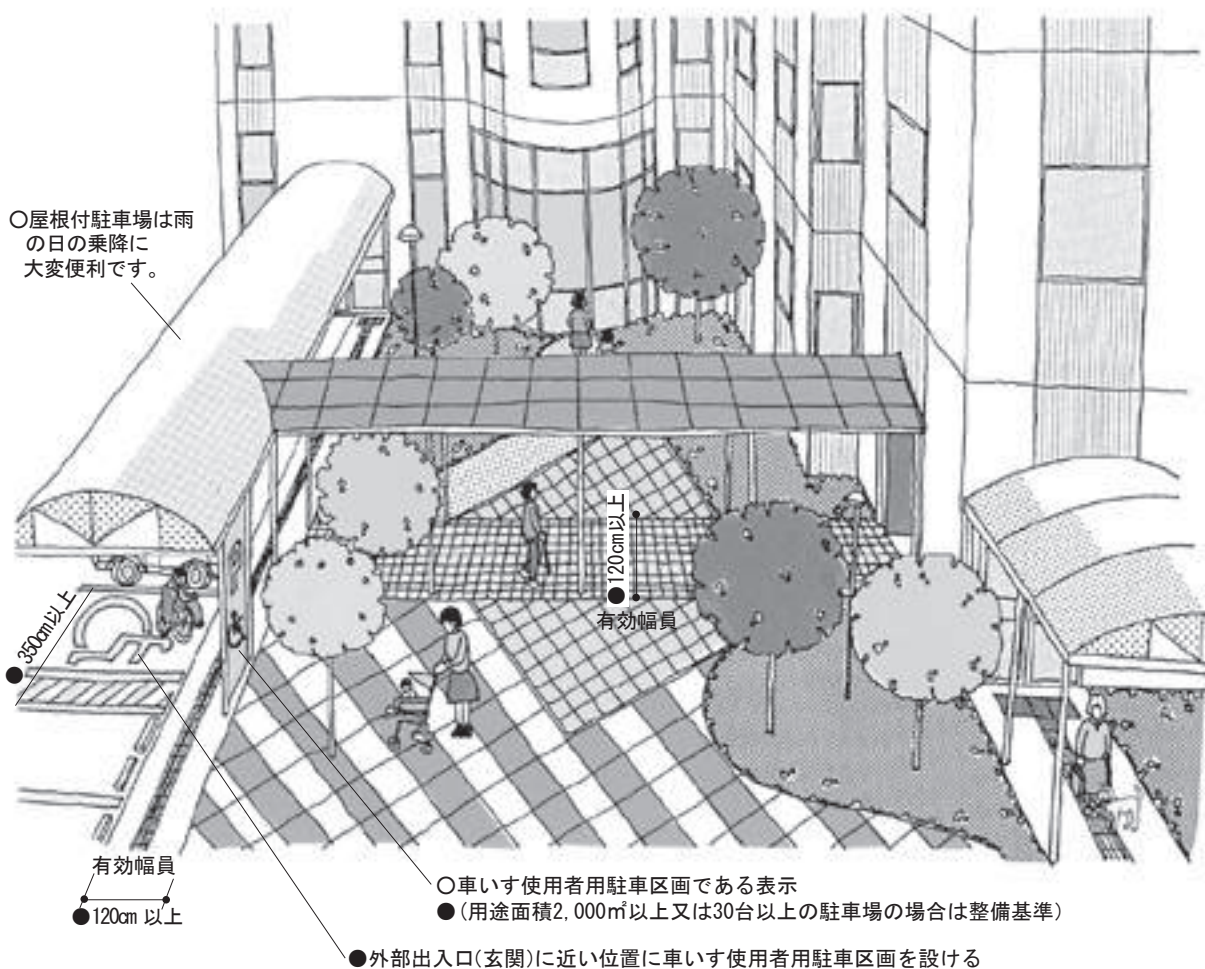 ○屋根付駐車場は雨
の日の乗降に
大変便利です。
●120cm以上
有効幅員
●350cm以上
有効幅員
●120cm 以上
○車いす使用者用駐車区画である表示
●(用途面積2,000㎡以上又は30台以上の駐車場の場合は整備基準)
●外部出入口(玄関)に近い位置に車いす使用者用駐車区画を設ける